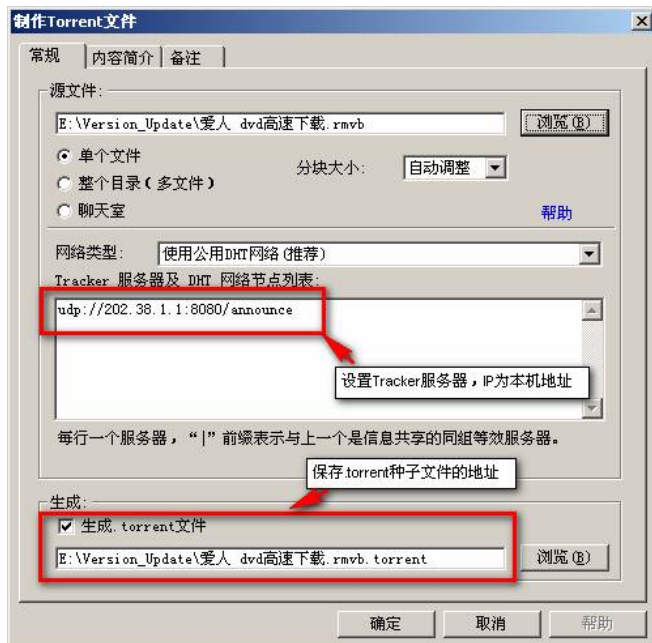 制作Torrent文件
常规 内容简介 备注
源文件:
E:\Version_Update\爱人 dvd高速下载.rmvb 浏览(B)
单个文件
分块大小: 自动调整
整个目录(多文件)
聊天室
帮助
网络类型: 使用公用DHT网络(推荐)
Tracker 服务器及 DHT 网络节点列表:
udp://202.38.1.1:8080/announce
设置Tracker服务器，IP为本机地址
每行一个服务器，“|”前缀表示与上一个是信息共享的同组等效服务器。
保存.torrent种子文件的地址
生成:
生成.torrent文件
E:\Version_Update\爱人 dvd高速下载.rmvb.torrent 浏览(B)
确定 取消 帮助